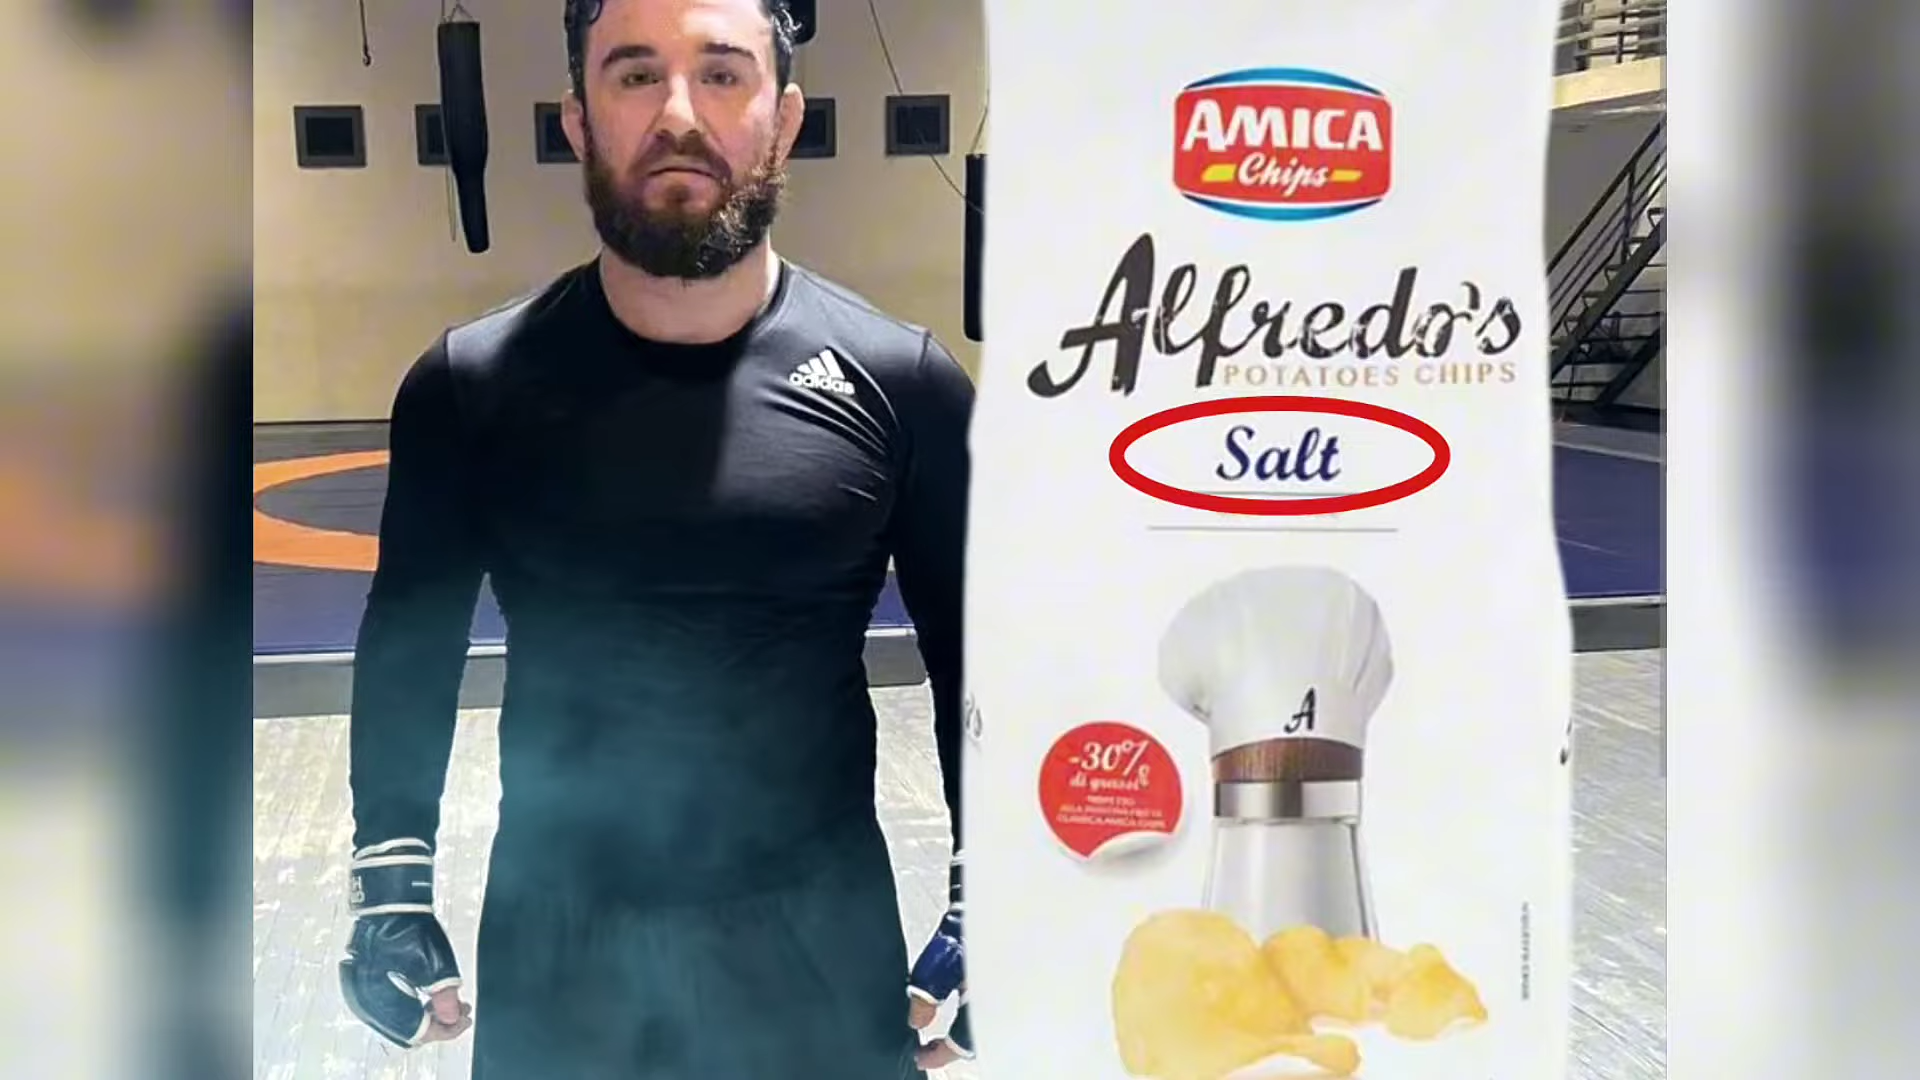 adidas
AMICA
Chips
Alfredo's
POTATOES CHIPS
Salt
A
-30%
di grassi